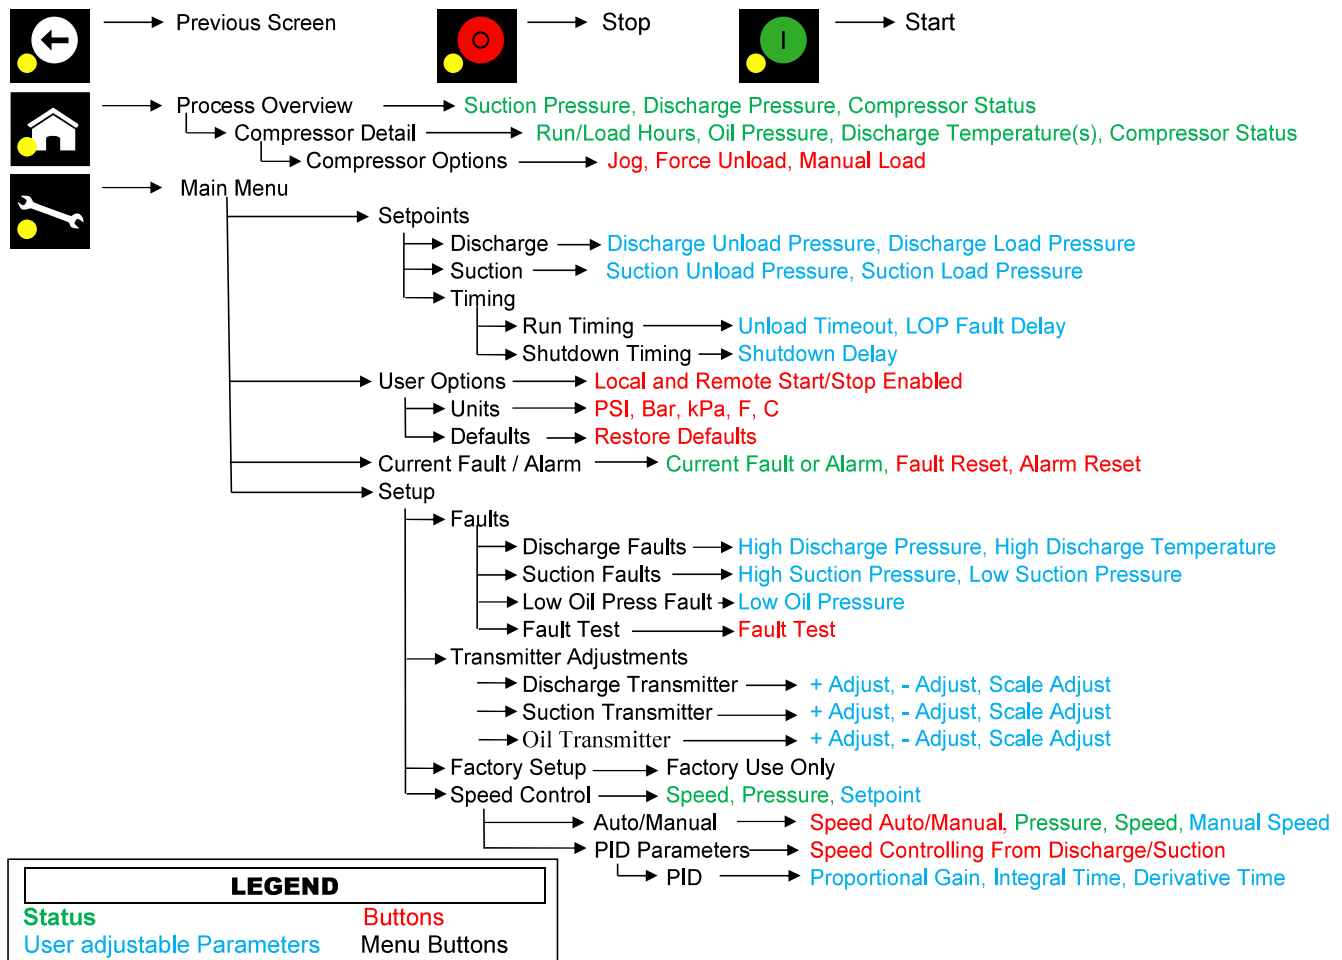 Previous Screen Stop Start
Process Overview Suction Pressure, Discharge Pressure, Compressor Status
Compressor Detail Run/Load Hours, Oil Pressure, Discharge Temperature(s), Compressor Status
Compressor Options Jog, Force Unload, Manual Load
Main Menu
Setpoints
Discharge Discharge Unload Pressure, Discharge Load Pressure
Suction Suction Unload Pressure, Suction Load Pressure
Timing
Run Timing Unload Timeout, LOP Fault Delay
Shutdown Timing Shutdown Delay
User Options Local and Remote Start/Stop Enabled
Units PSI, Bar, kPa, F, C
Defaults Restore Defaults
Current Fault / Alarm Current Fault or Alarm, Fault Reset, Alarm Reset
Setup
Faults
Discharge Faults High Discharge Pressure, High Discharge Temperature
Suction Faults High Suction Pressure, Low Suction Pressure
Low Oil Press Fault Low Oil Pressure
Fault Test Fault Test
Transmitter Adjustments
Discharge Transmitter + Adjust, - Adjust, Scale Adjust
Suction Transmitter + Adjust, - Adjust, Scale Adjust
Oil Transmitter + Adjust, - Adjust, Scale Adjust
Factory Setup Factory Use Only
Speed Control Speed, Pressure, Setpoint
Auto/Manual Speed Auto/Manual, Pressure, Speed, Manual Speed
PID Parameters Speed Controlling From Discharge/Suction
PID Proportional Gain, Integral Time, Derivative Time
LEGEND
Status Buttons
User adjustable Parameters Menu Buttons